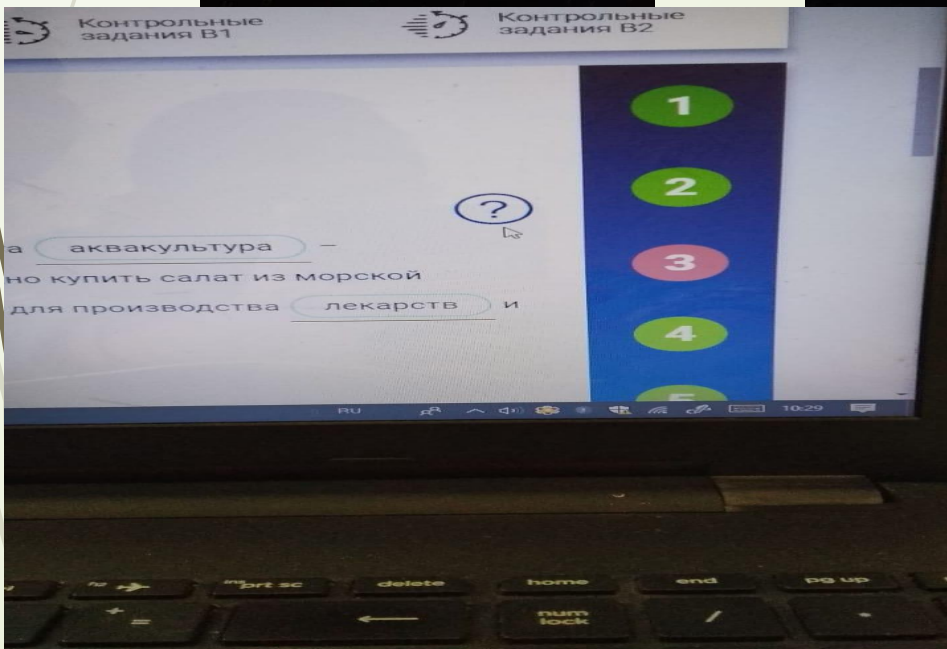 Контрольные
задания В1
Контрольные
задания В2
1
2
3
4
5
?
а аквакультура –
но купить салат из морской
для производства лекарств и
RU
10:29
prt sc
delete
home
end
pg up
+
=
num
lock
/
*